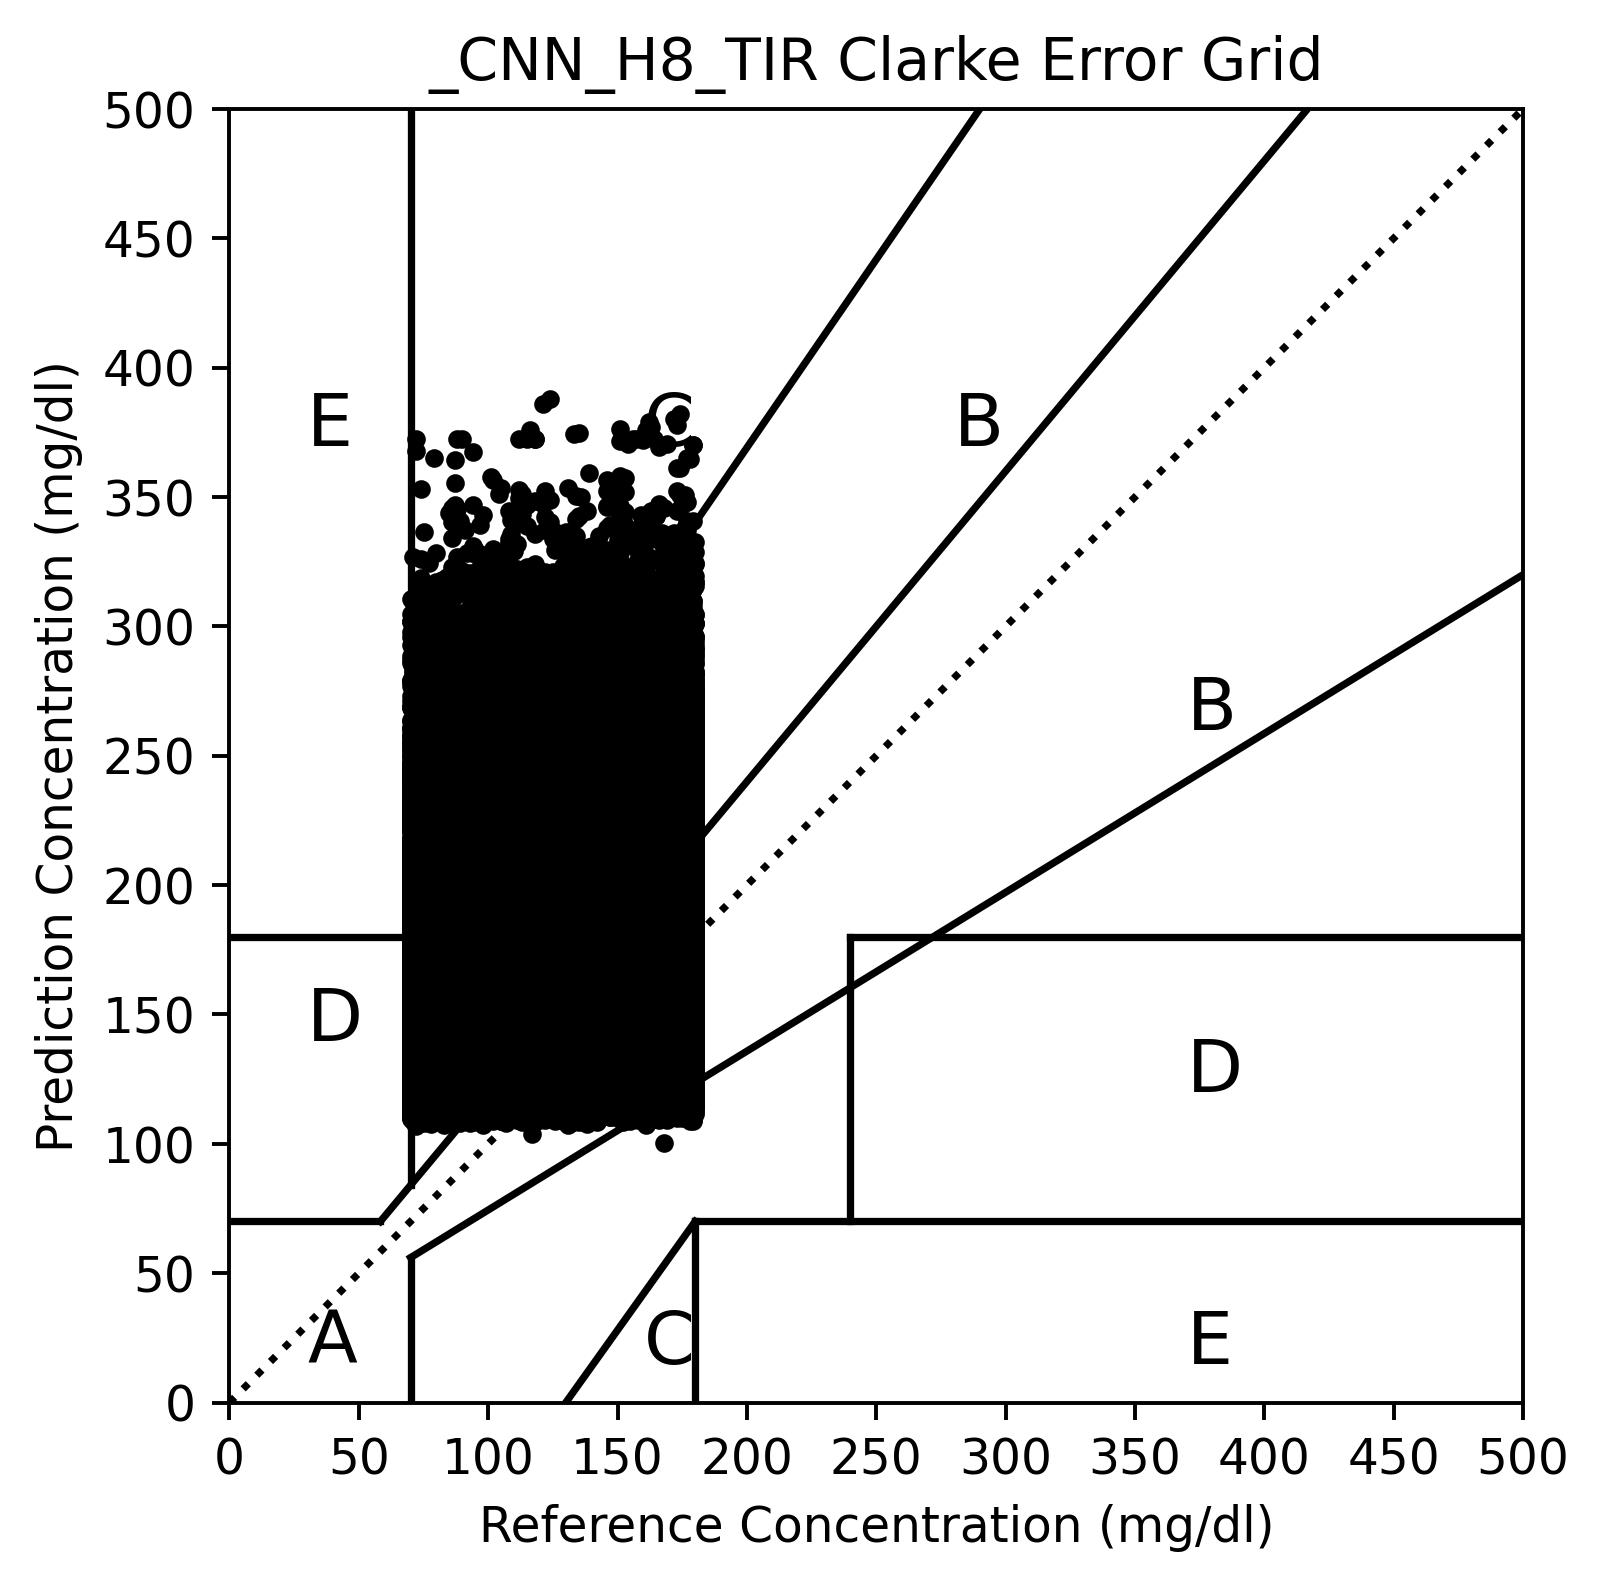 _CNN_H8_TIR Clarke Error Grid
500
450
400
350
300
250
200
150
100
50
0
Prediction Concentration (mg/dl)
E
C
B
B
D
D
A
C
E
0 50 100 150 200 250 300 350 400 450 500
Reference Concentration (mg/dl)